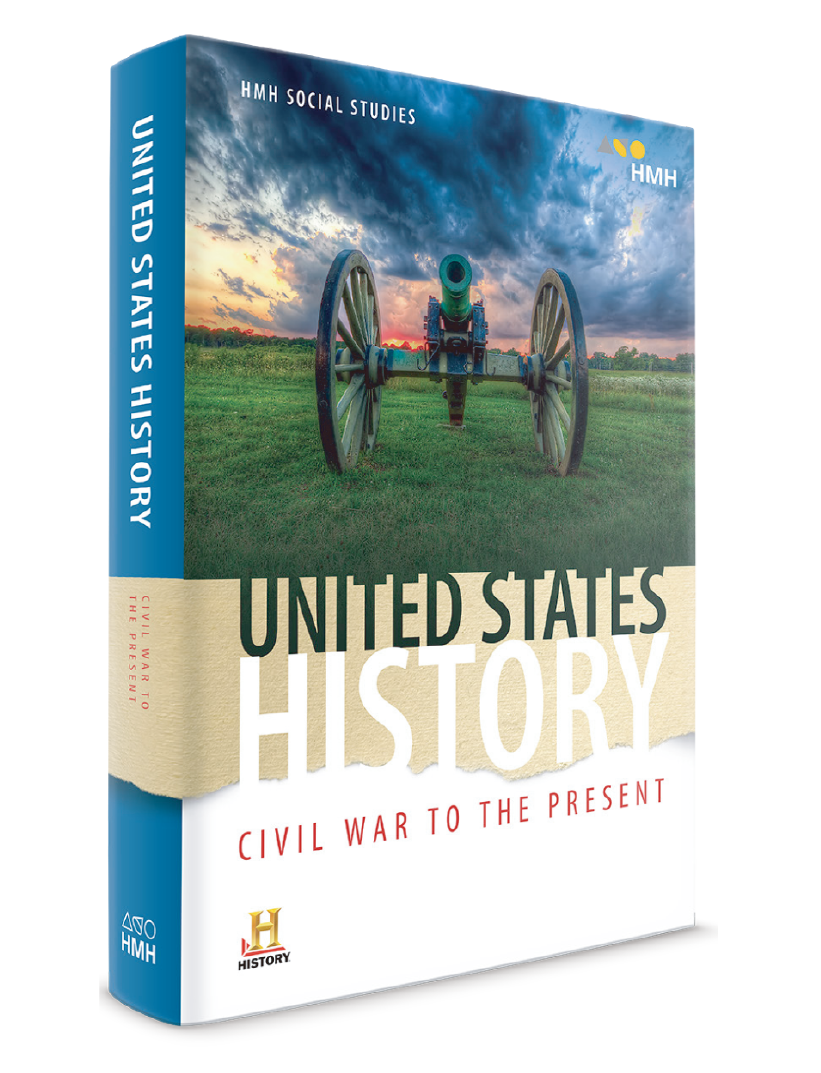 UNITED STATES HISTORY
CIVIL WAR TO
THE PRESENT
HMH
HMH SOCIAL STUDIES
HMH
UNITED STATES
HISTORY
CIVIL WAR TO THE PRESENT
H
HISTORY